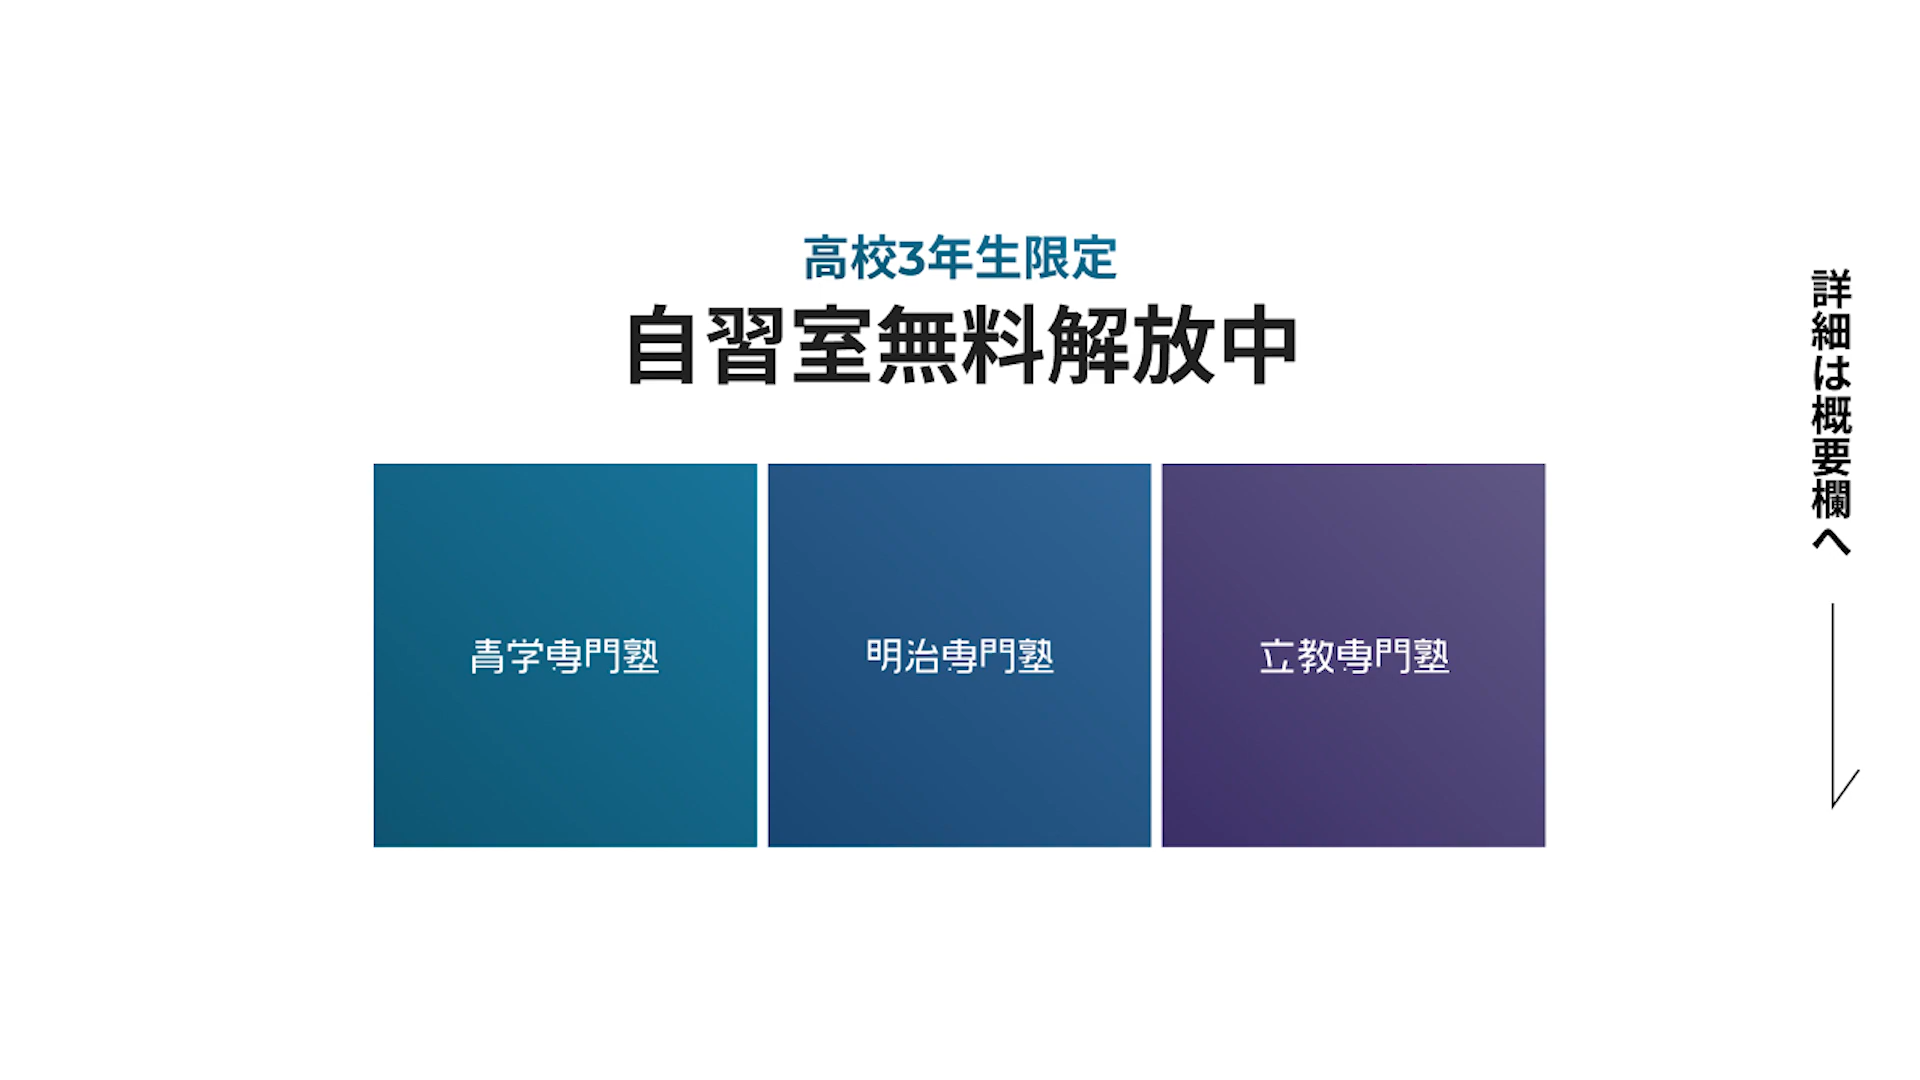 高校3年生限定
自習室無料解放中
青学専門塾
明治専門塾
立教専門塾
詳細は概要欄へ